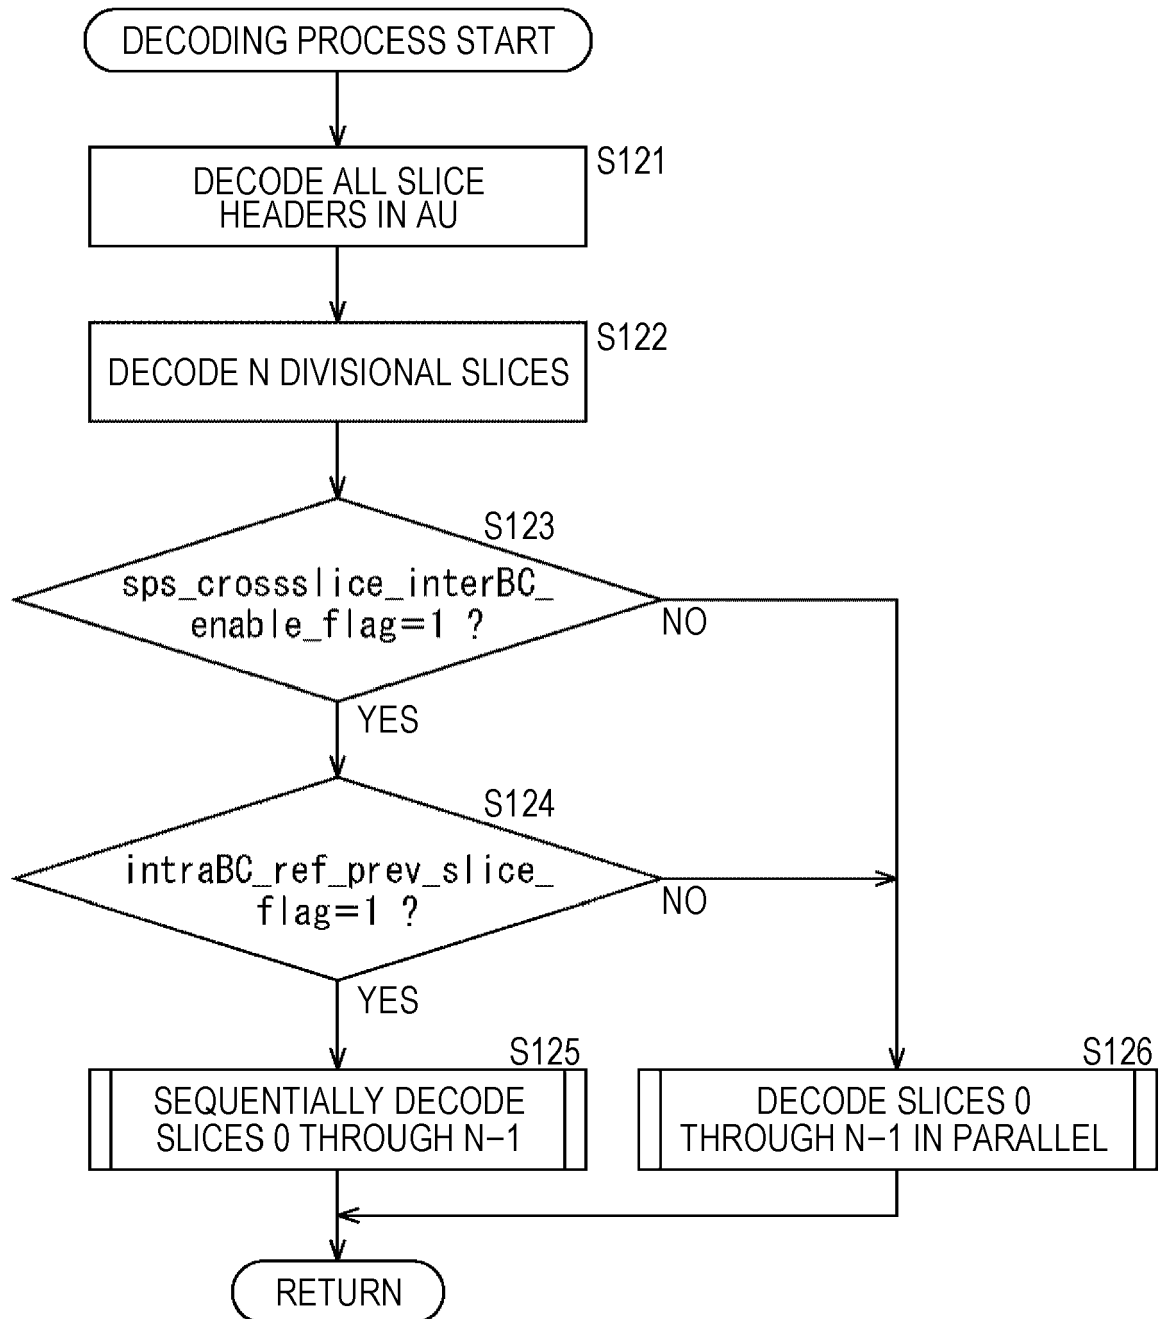 DECODING PROCESS START
S121
DECODE ALL SLICE
HEADERS IN AU
S122
DECODE N DIVISIONAL SLICES
S123
sps_crossslice_interBC_
enable_flag=1 ?
NO
YES
S124
intraBC_ref_prev_slice_
flag=1 ?
NO
YES
S125
SEQUENTIALLY DECODE
SLICES 0 THROUGH N−1
S126
DECODE SLICES 0
THROUGH N−1 IN PARALLEL
RETURN